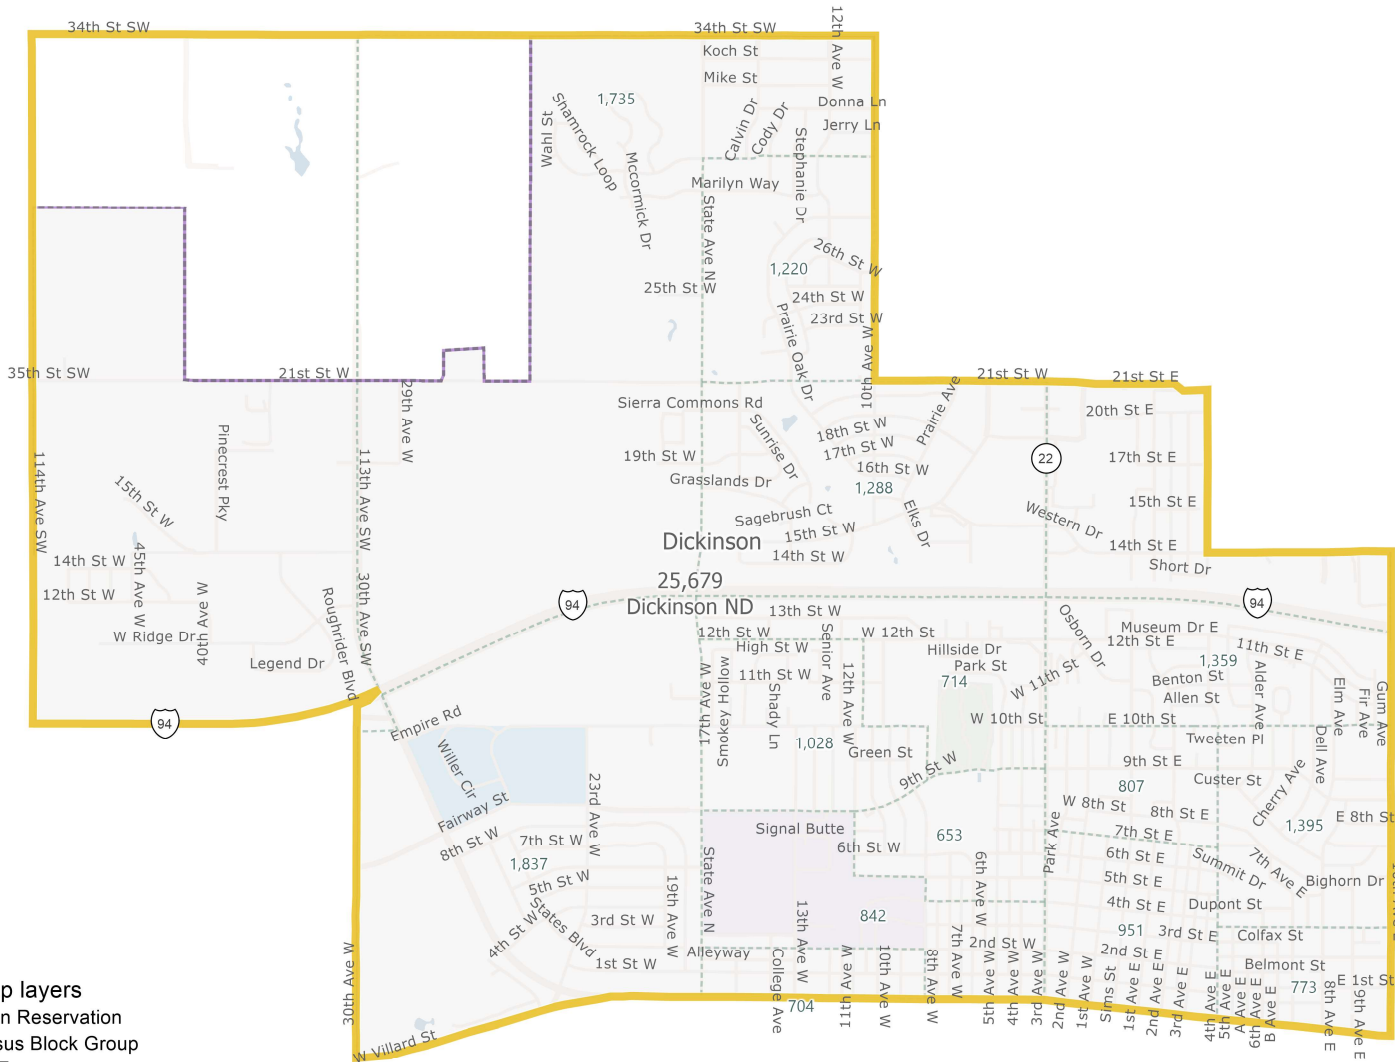 34th St SW
34th St SW
12th Ave W
Koch St
Mike St
1,735
Donna Ln
Jerry Ln
Calvin Dr
Cody Dr
Stephanie Dr
Wahl St
Shamrock Loop
Mccormick Dr
Marilyn Way
State Ave N
26th St W
1,220
25th St W
24th St W
23rd St W
Prairie Oak Dr
10th Ave W
35th St SW
21st St W
21st St W
21st St E
29th Ave W
Sierra Commons Rd
Prairie Ave
20th St E
Pinecrest Pky
Sunrise Dr
18th St W
17th St W
114th Ave SW
113th Ave SW
19th St W
16th St W
22
17th St E
15th St W
Grasslands Dr
1,288
15th St E
Elks Dr
Sagebrush Ct
Western Dr
15th St W
Dickinson
14th St E
14th St W
14th St W
45th Ave W
Short Dr
25,679
12th St W
40th Ave W
30th Ave SW
Roughrider Blvd
94
94
Dickinson ND
13th St W
Osborn Dr
W Ridge Dr
12th St W
W 12th St
Museum Dr E
12th St E
11th St E
High St W
Senior Ave
Hillside Dr
Park St
1,359
Legend Dr
17th Ave W
Smokey Hollow
11th St W
Shady Ln
12th Ave W
714
W 11th St
Benton St
Allen St
Alder Ave
Elm Ave
Fir Ave
Gum Ave
94
Empire Rd
W 10th St
E 10th St
1,028
Green St
Tweeten Pl
Dell Ave
Willer Cir
9th St W
9th St E
23rd Ave W
Custer St
Cherry Ave
807
Fairway St
W 8th St
8th St E
E 8th St
8th St W
7th St W
Signal Butte
6th St W
653
Park Ave
7th St E
1,395
1,837
6th St E
Summit Dr
7th Ave E
5th St W
State Ave N
19th Ave W
6th Ave W
5th St E
Bighorn Dr
States Blvd
3rd St W
13th Ave W
842
4th St E
Dupont St
4th St W
951
3rd St E
Colfax St
7th Ave W
2nd St W
2nd St E
Alleyway
1st St W
Belmont St
30th Ave W
College Ave
11th Ave W
10th Ave W
8th Ave W
5th Ave W
4th Ave W
3rd Ave W
2nd Ave W
1st Ave W
Sims St
1st Ave E
2nd Ave E
3rd Ave E
4th Ave E
5th Ave E
A Ave E
6th Ave E
B Ave E
773
E 1st St
8th Ave E
9th Ave E
704
W Villard St
p layers
n Reservation
sus Block Group